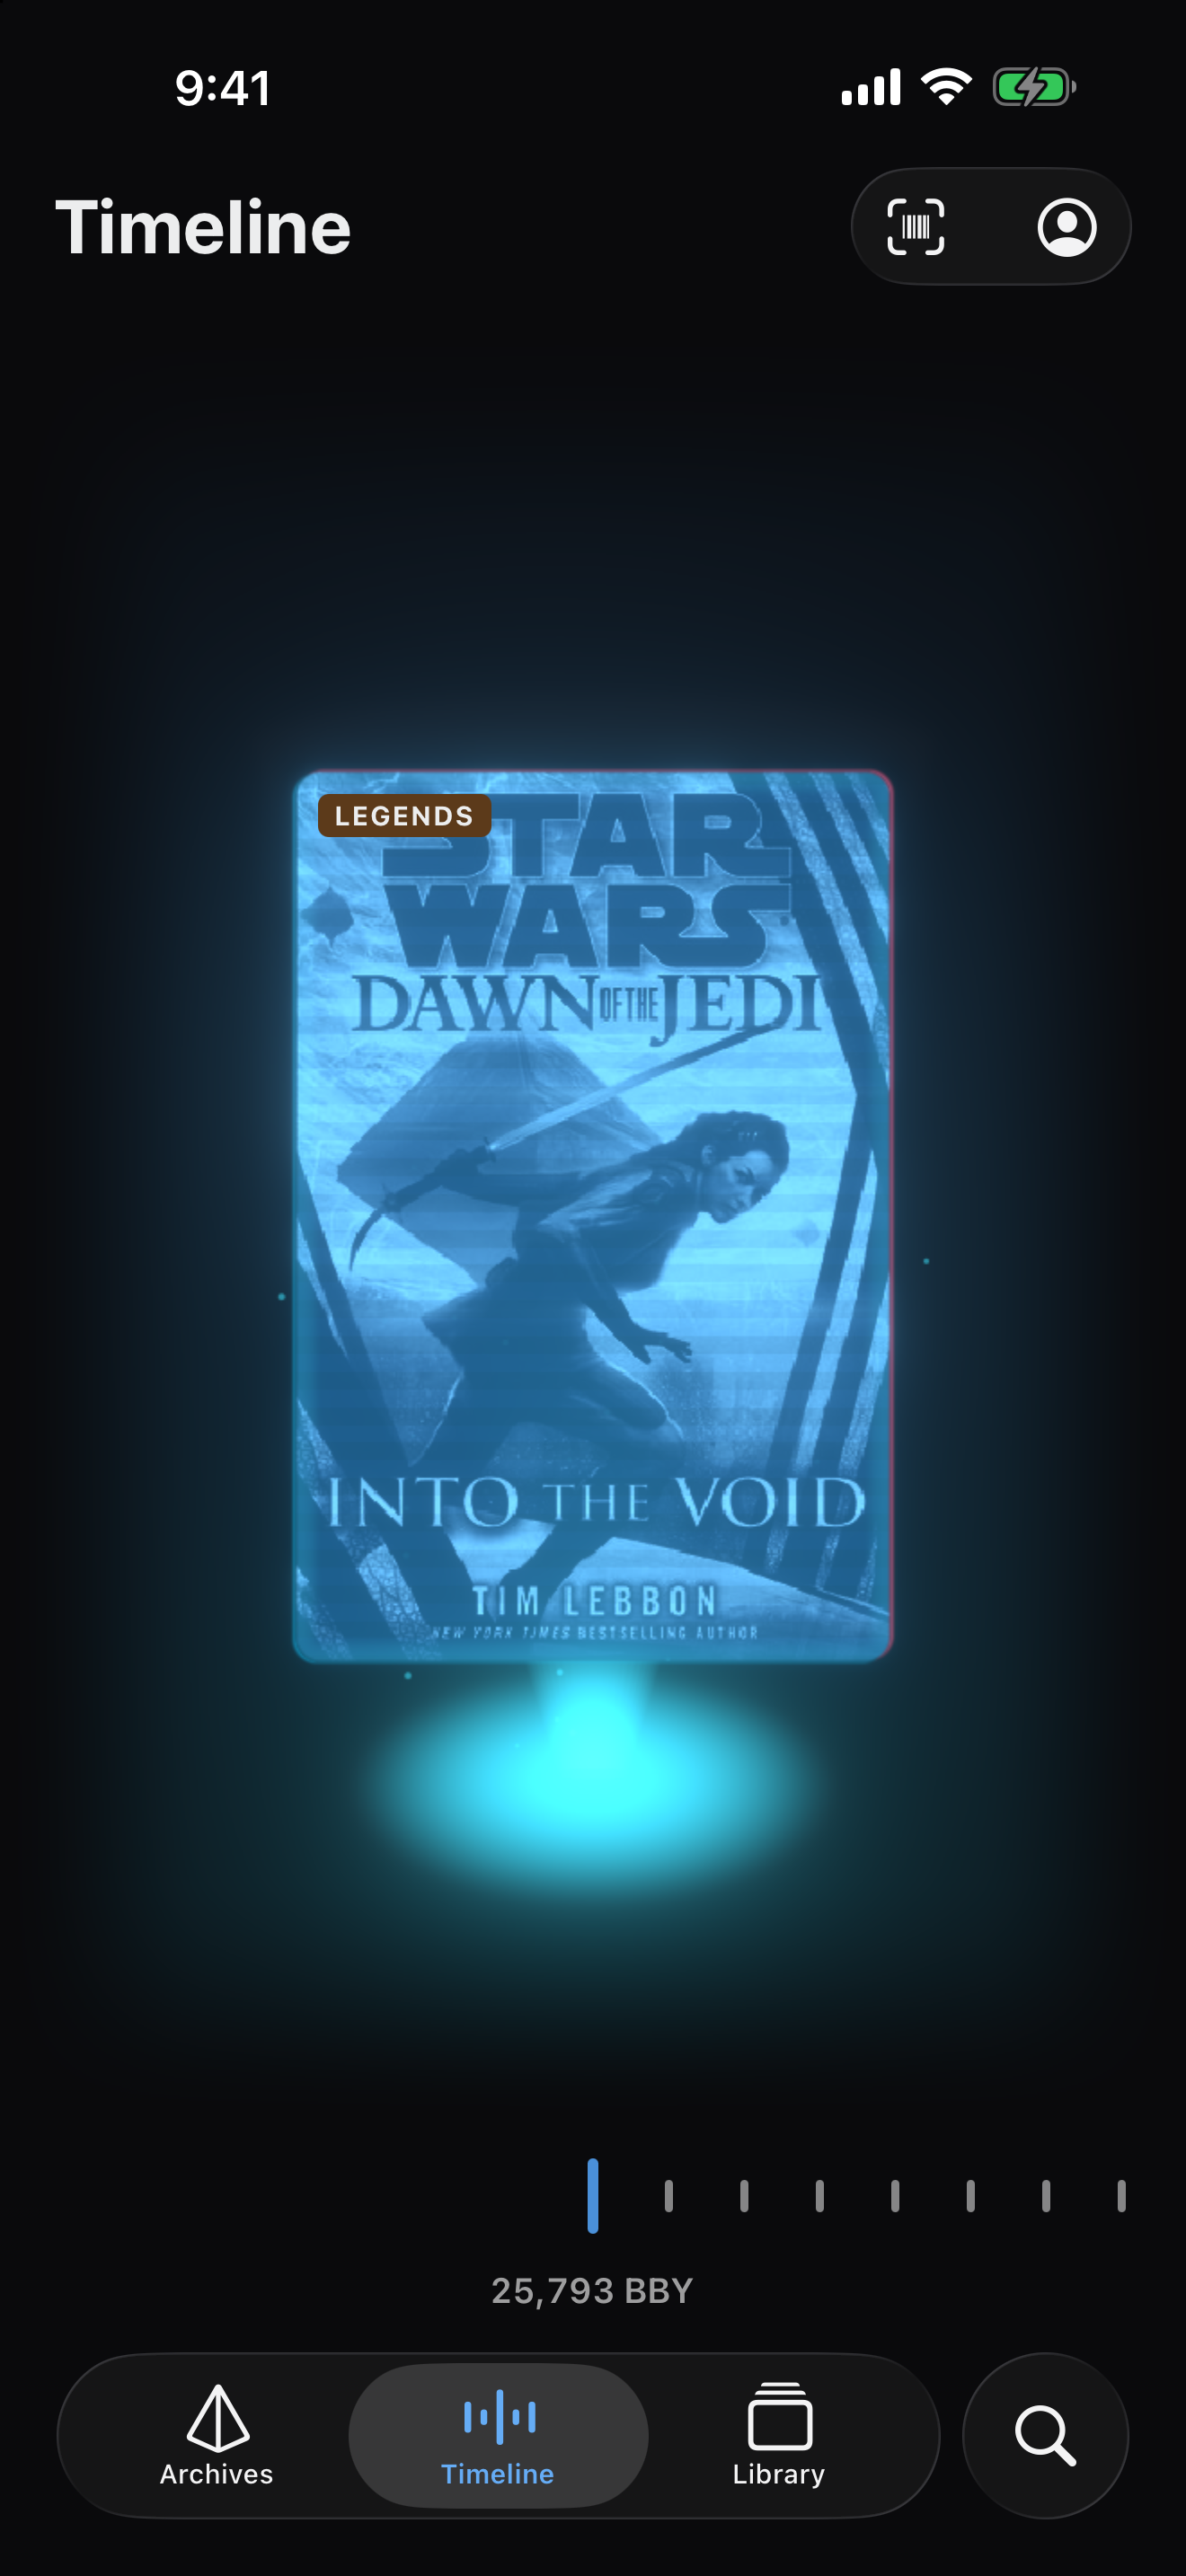 9:41
Timeline
LEGENDS
STAR
WARS
DAWN OF THE JEDI
INTO THE VOID
TIM LEBBON
NEW YORK TIMES BESTSELLING AUTHOR
25,793 BBY
Archives
Timeline
Library